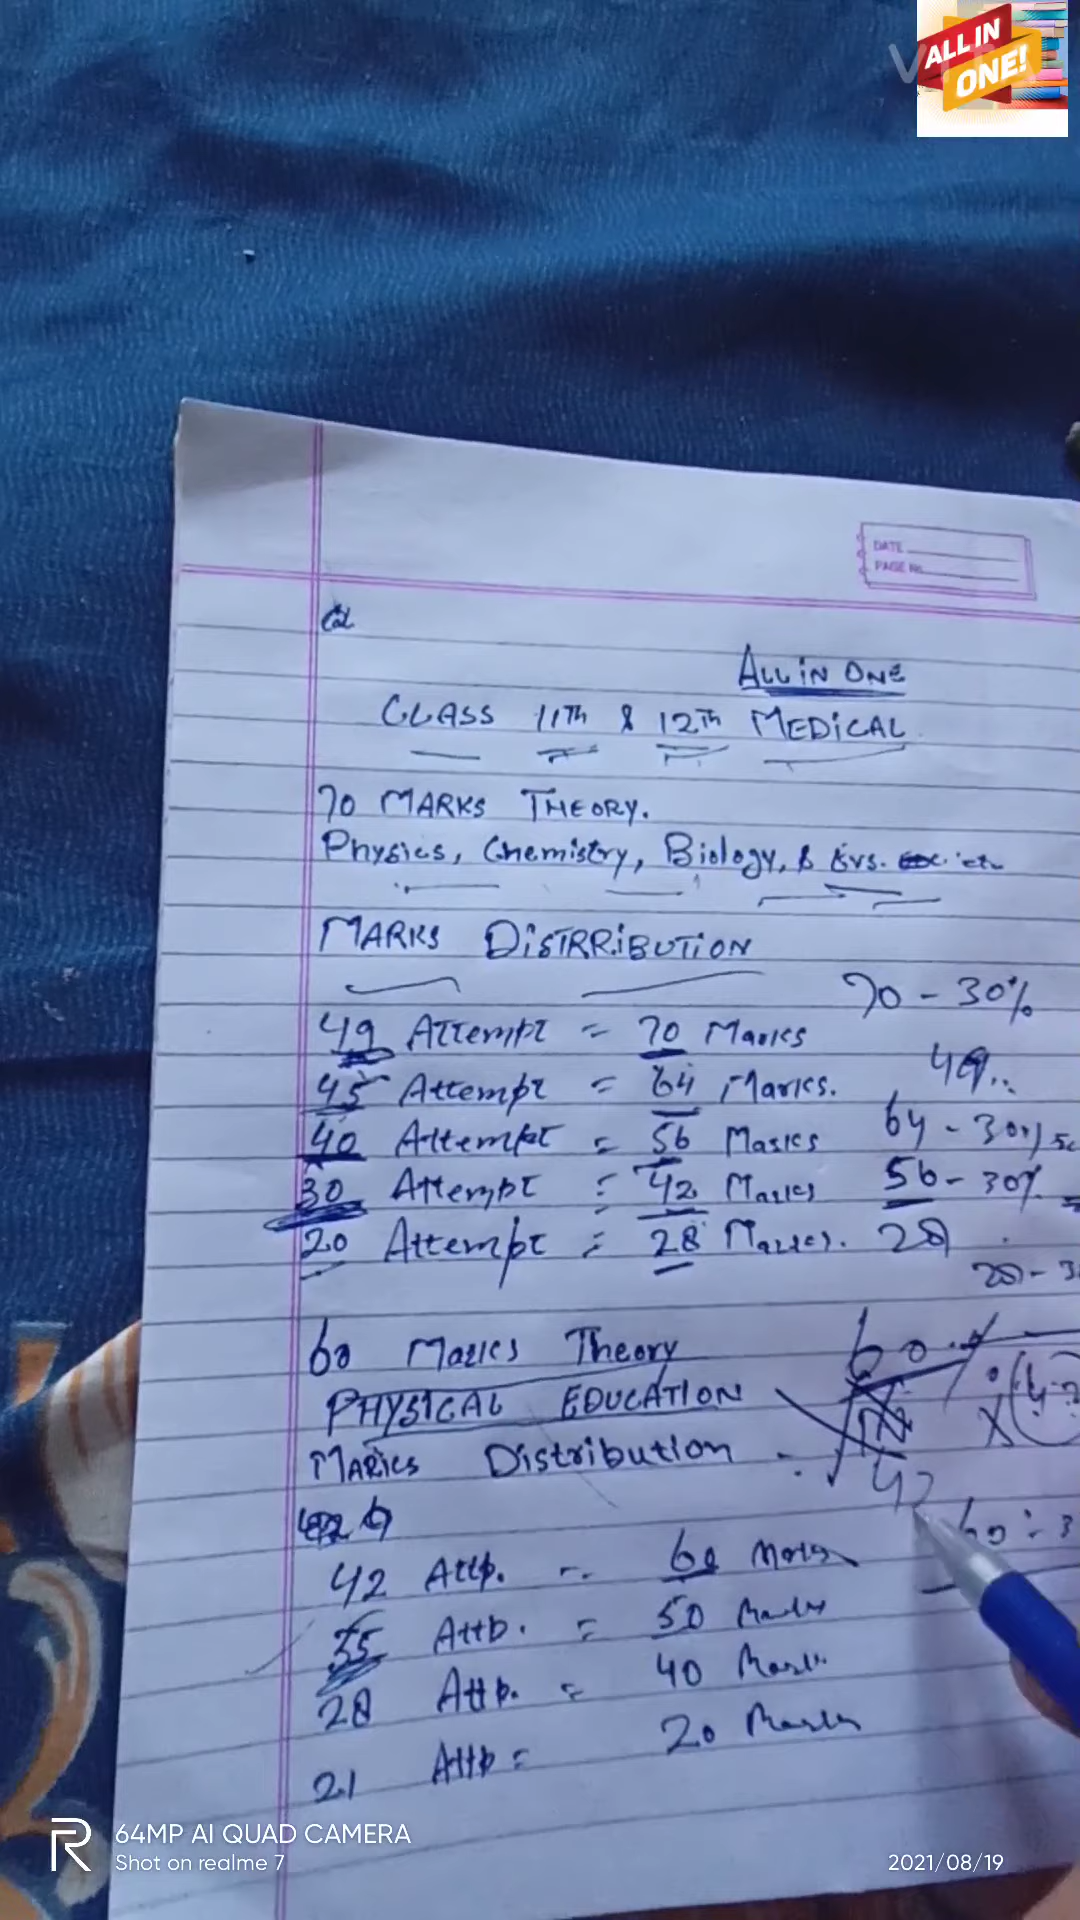 ALL IN
ONE!
DATE
PAGE No.
ALL iN ONE
CLASS 11TH & 12TH MEDiCAL
70 MARKS THEORY.
Physics, Chemistry, Biology, & Evs. etc
MARKS DiSTRRiBUTiON
70 - 30%
49 Attempt = 70 Marks
49..
45 Attempt = 64 Marks.
64 - 30%
40 Attempt = 56 Marks
56 - 30%
30 Attempt = 42 Marks
28
20 Attempt = 28 Marks.
60 Marks Theory
PHYSICAL EDUCATION
Marks Distribution
42
42 Attp. 60 Marks
35 Attp. = 50 Marks
28 Attp. = 40 Marks
21 Attp = 20 Marks
64MP AI QUAD CAMERA
Shot on realme 7
2021/08/19